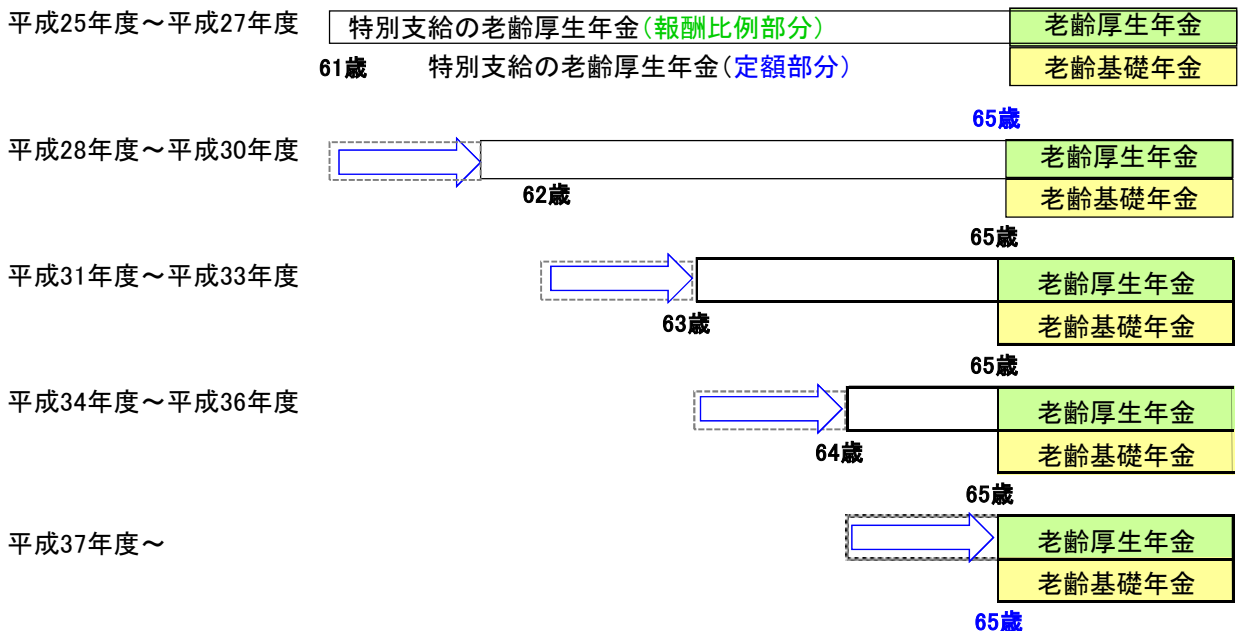 平成25年度～平成27年度
特別支給の老齢厚生年金(報酬比例部分)
老齢厚生年金
61歳
特別支給の老齢厚生年金(定額部分)
老齢基礎年金
65歳
平成28年度～平成30年度
老齢厚生年金
62歳
老齢基礎年金
65歳
平成31年度～平成33年度
老齢厚生年金
63歳
老齢基礎年金
65歳
平成34年度～平成36年度
老齢厚生年金
64歳
老齢基礎年金
65歳
平成37年度～
老齢厚生年金
老齢基礎年金
65歳